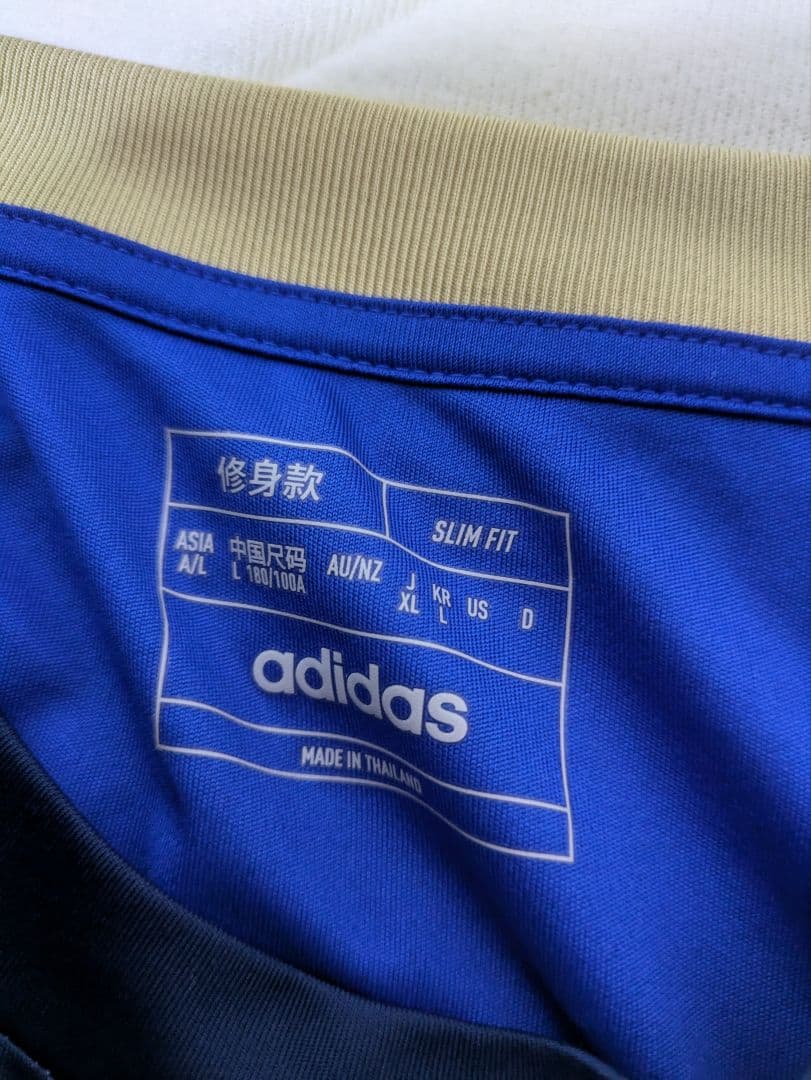 修身款 SLIM FIT
ASIA 中国尺码 AU/NZ J KR US D
A/L L 180/100A XL L
adidas
MADE IN THAILAND